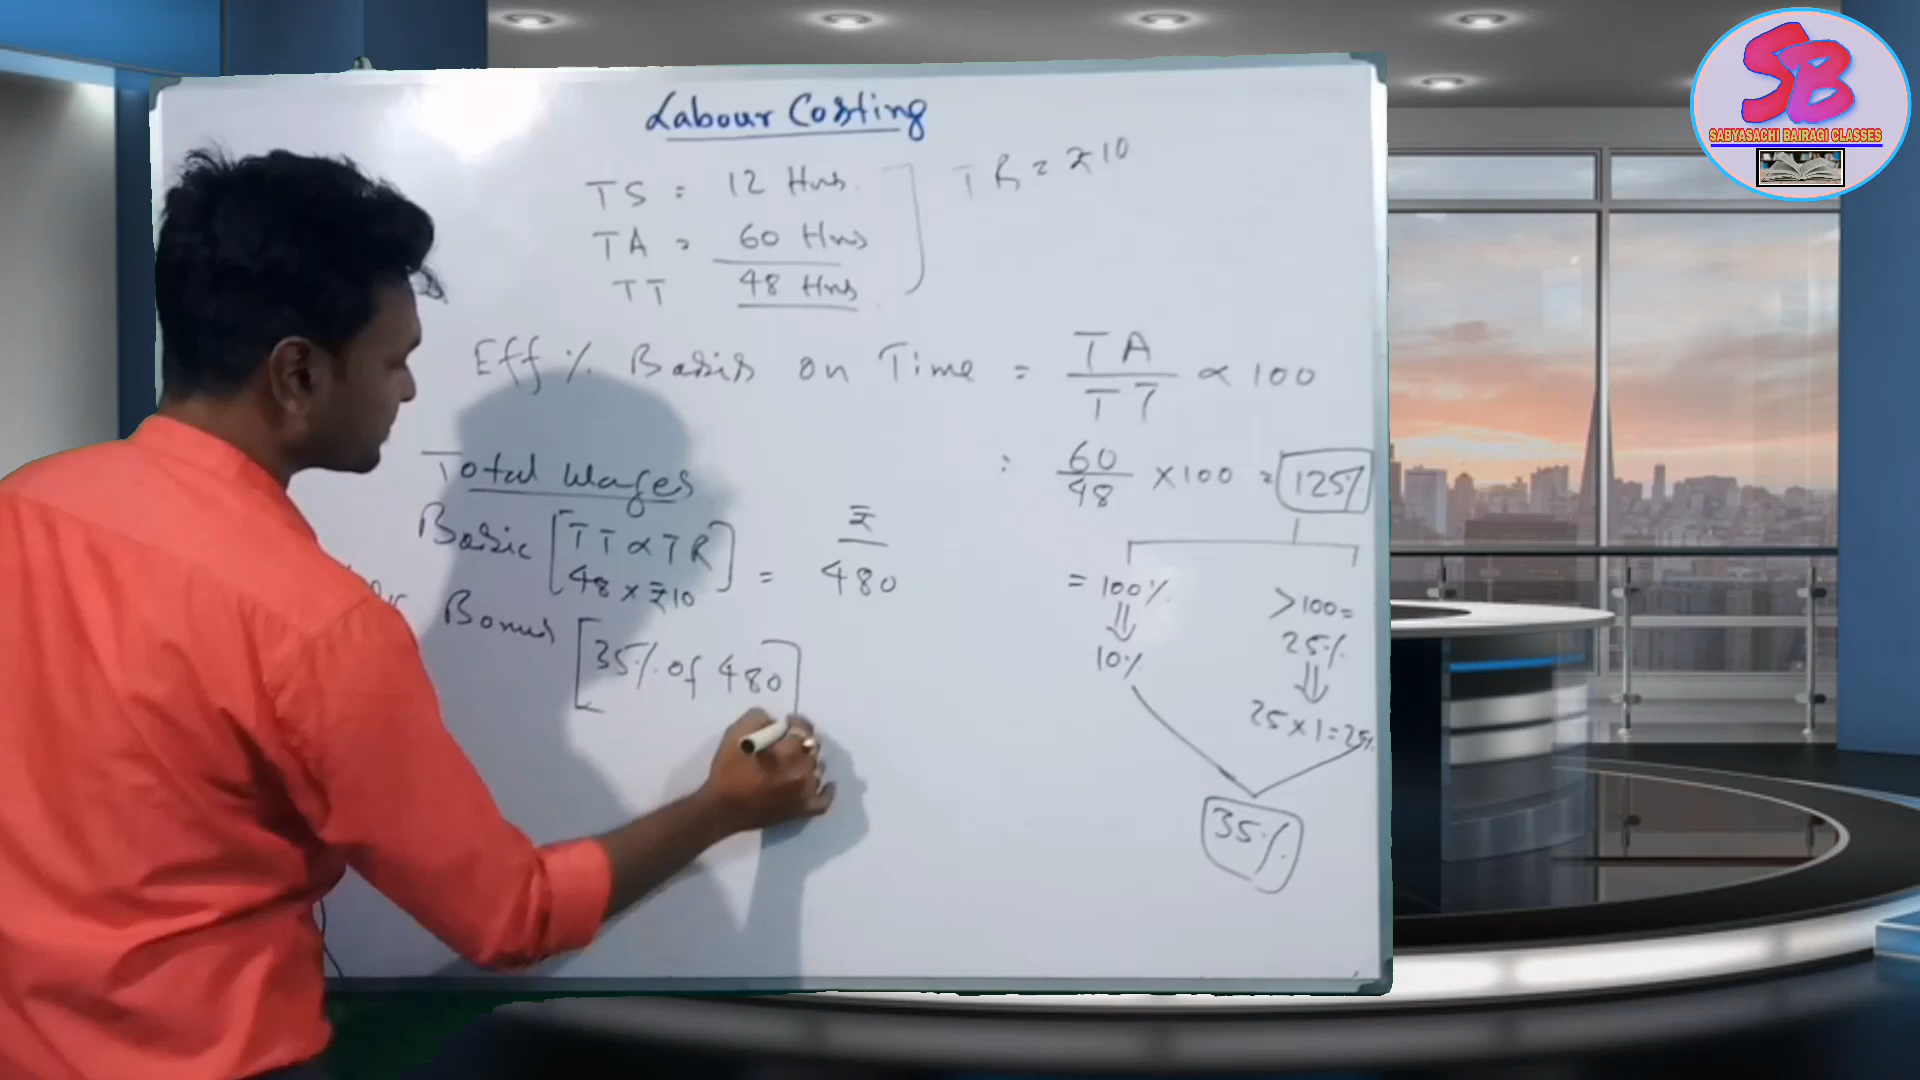 Labour Costing
TS = 12 Hrs
TR = ₹10
TA = 60 Hrs
TT 48 Hrs
Eff % Basis on Time = TA / TT × 100
: 60 / 48 × 100 = 125%
Total Wages
₹
Basic [TT × TR
48 × ₹10] = 480
Bonus [35% of 480]
= 100%
⇓
10%
>100=
25%
⇓
25 × 1 = 25%
35%
SB
SABYASACHI BAIRAGI CLASSES